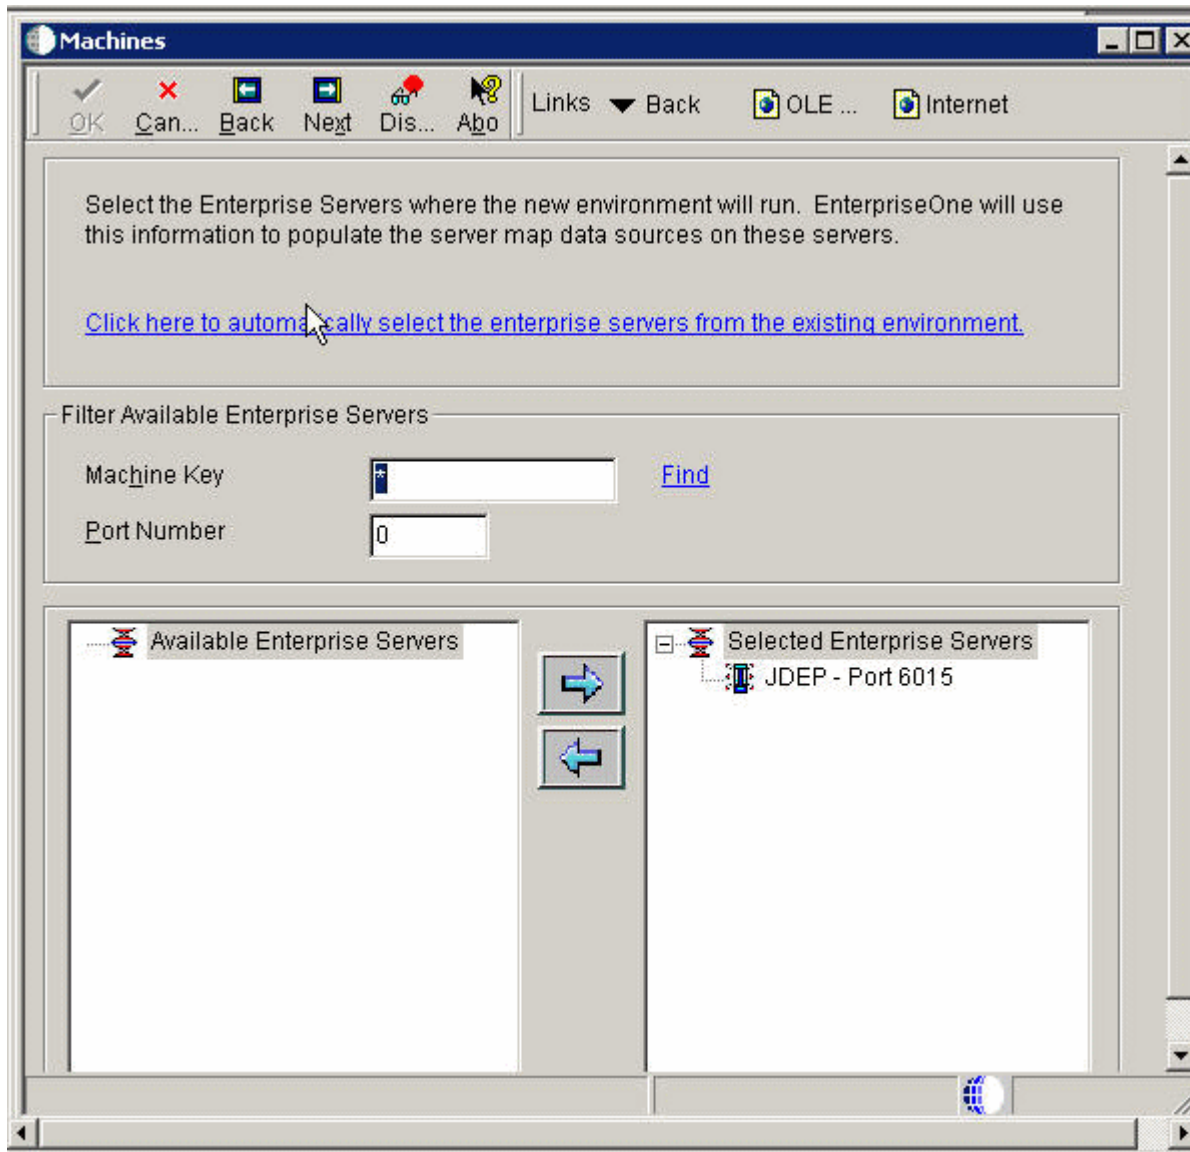 Machines
OK Can... Back Next Dis... Abo Links Back OLE ... Internet
Select the Enterprise Servers where the new environment will run. EnterpriseOne will use
this information to populate the server map data sources on these servers.
Click here to automatically select the enterprise servers from the existing environment.
Filter Available Enterprise Servers
Machine Key * Find
Port Number 0
Available Enterprise Servers
Selected Enterprise Servers
JDEP - Port 6015